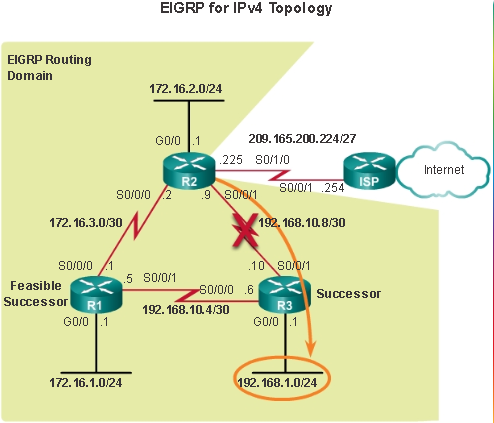 EIGRP for IPv4 Topology
EIGRP Routing
Domain
172.16.2.0/24
G0/0 .1
209.165.200.224/27
.225 S0/1/0
R2
ISP
Internet
S0/0/1 .254
S0/0/0 .2
.9 S0/0/1
172.16.3.0/30
192.168.10.8/30
S0/0/0 .1
.10 S0/0/1
Feasible
Successor
R1
.5 S0/0/1
S0/0/0 .6
R3
Successor
192.168.10.4/30
G0/0 .1
G0/0 .1
172.16.1.0/24
192.168.1.0/24